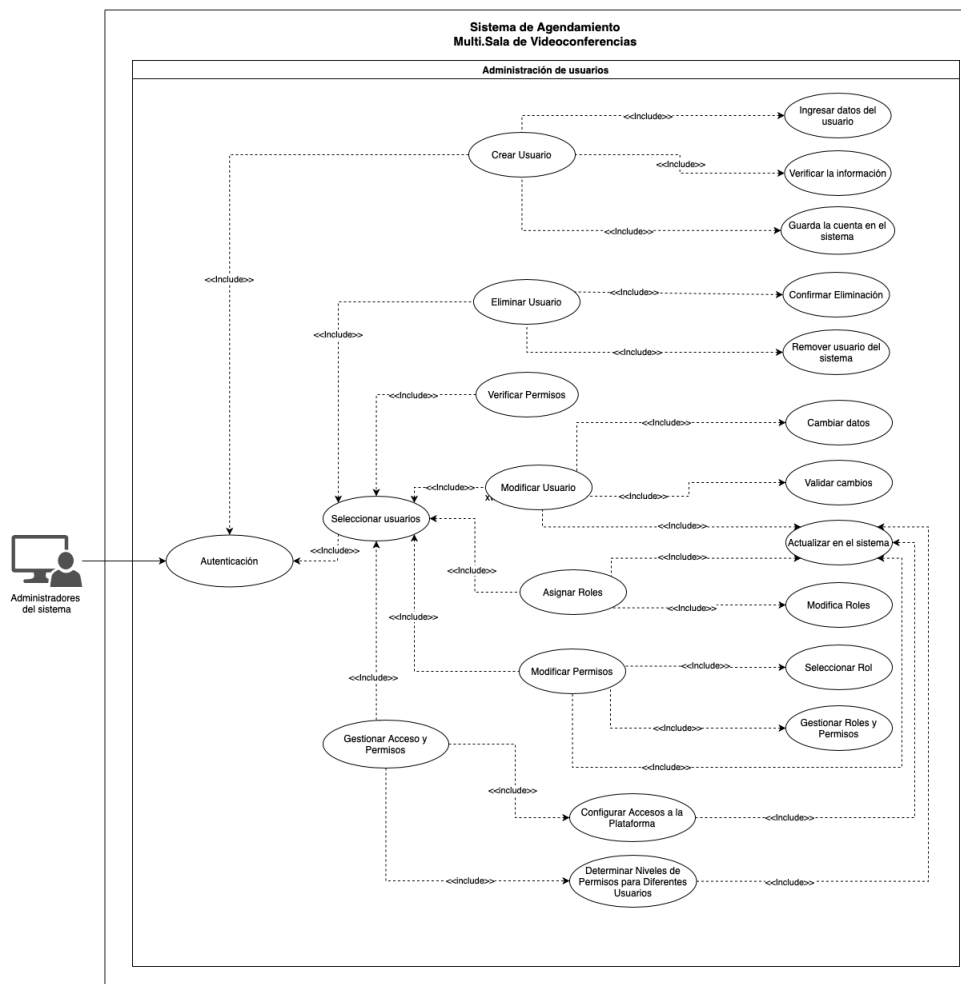 Sistema de Agendamiento
Multi.Sala de Videoconferencias
Administración de usuarios
Ingresar datos del
usuario
<<Include>>
Crear Usuario
<<Include>>
Verificar la información
<<Include>>
Guarda la cuenta en el
sistema
<<Include>>
Eliminar Usuario
<<Include>>
Confirmar Eliminación
<<Include>>
<<Include>>
Remover usuario del
sistema
Verificar Permisos
<<Include>>
<<Include>>
Cambiar datos
<<Include>>
Modificar Usuario
<<Include>>
Validar cambios
Seleccionar usuarios
<<Include>>
Actualizar en el sistema
Autenticación
<<Include>>
<<Include>>
<<Include>>
Asignar Roles
<<Include>>
Modifica Roles
Administradores
del sistema
<<Include>>
Modificar Permisos
<<Include>>
Seleccionar Rol
<<Include>>
<<Include>>
Gestionar Roles y
Permisos
Gestionar Acceso y
Permisos
<<Include>>
<<include>>
Configurar Accesos a la
Plataforma
<<Include>>
<<include>>
Determinar Niveles de
Permisos para Diferentes
Usuarios
<<Include>>